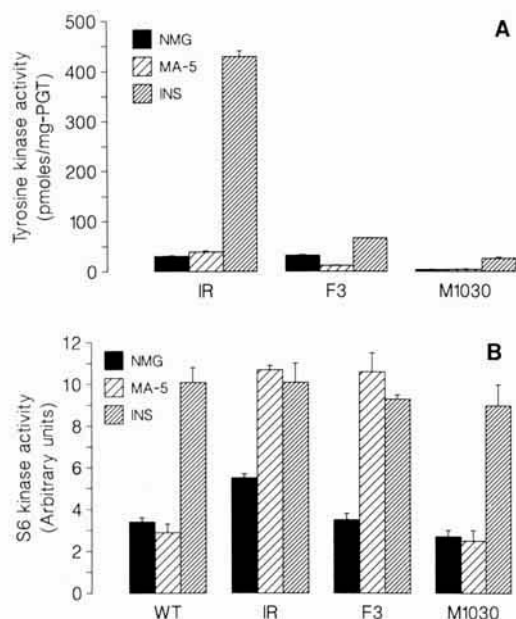 A
500
400
300
200
100
0
Tyrosine kinase activity
(pmoles/mg-PGT)
NMG
MA-5
INS
IR
F3
M1030
B
12
10
8
6
4
2
0
S6 kinase activity
(Arbitrary units)
NMG
MA-5
INS
WT
IR
F3
M1030